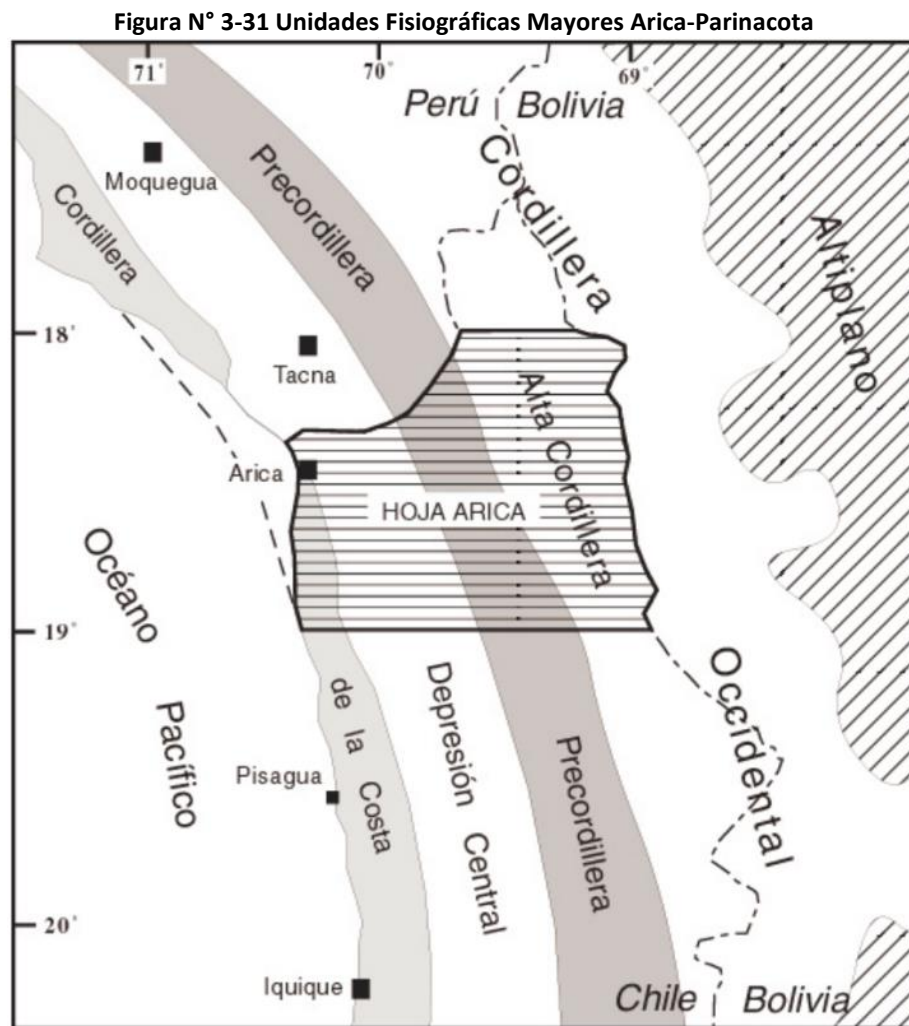 Figura N° 3-31 Unidades Fisiográficas Mayores Arica-Parinacota
71°
70°
69°
Perú
Bolivia
Moquegua
Precordillera
Cordillera
Cordillera
Altiplano
18°
Tacna
Alta Cordillera
Arica
HOJA ARICA
Océano
Pacífico
19°
de la Costa
Depresión Central
Occidental
Pisagua
Precordillera
20°
Iquique
Chile
Bolivia